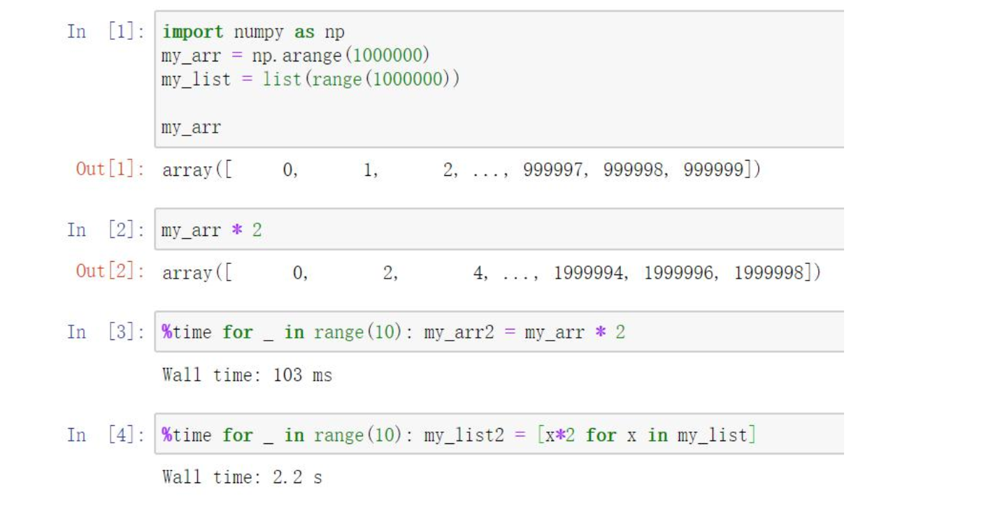 In [1]: import numpy as np
my_arr = np.arange(1000000)
my_list = list(range(1000000))
my_arr
Out[1]: array([     0,      1,      2, ..., 999997, 999998, 999999])
In [2]: my_arr * 2
Out[2]: array([      0,       2,       4, ..., 1999994, 1999996, 1999998])
In [3]: %time for _ in range(10): my_arr2 = my_arr * 2
Wall time: 103 ms
In [4]: %time for _ in range(10): my_list2 = [x*2 for x in my_list]
Wall time: 2.2 s